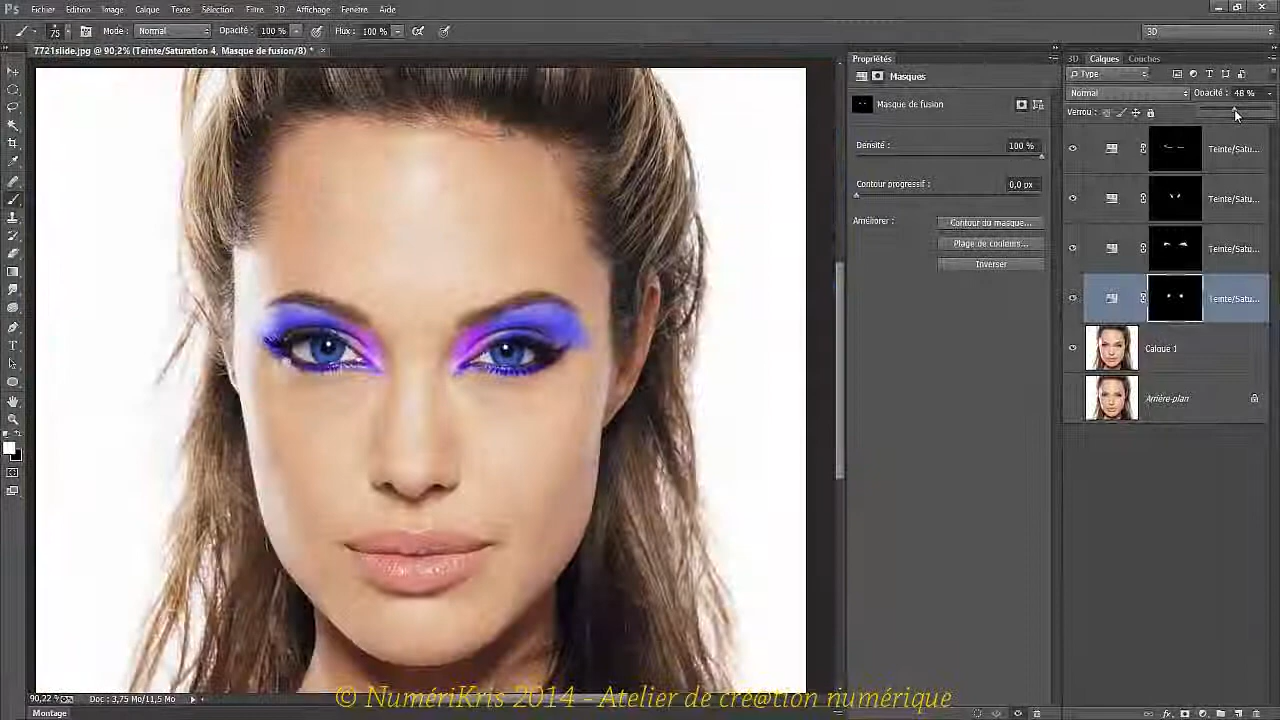 Ps Fichier Edition Image Calque Texte Sélection Filtre 3D Affichage Fenêtre Aide
75 Mode : Normal Opacité : 100 % Flux : 100 % 3D
7721slide.jpg @ 90,2% (Teinte/Saturation 4, Masque de fusion/8) * ×
Propriétés
Masques
Masque de fusion
Densité : 100 %
Contour progressif : 0,0 px
Améliorer : Contour du masque...
Plage de couleurs...
Inverser
3D Calques Couches
Type
Normal Opacité : 48 %
Verrou :
Teinte/Satu...
Teinte/Satu...
Teinte/Satu...
Teinte/Satu...
Calque 1
Arrière-plan
90,22 % Doc : 3,75 Mo/11,5 Mo
© NumériKris 2014 - Atelier de cré@tion numérique
Montage